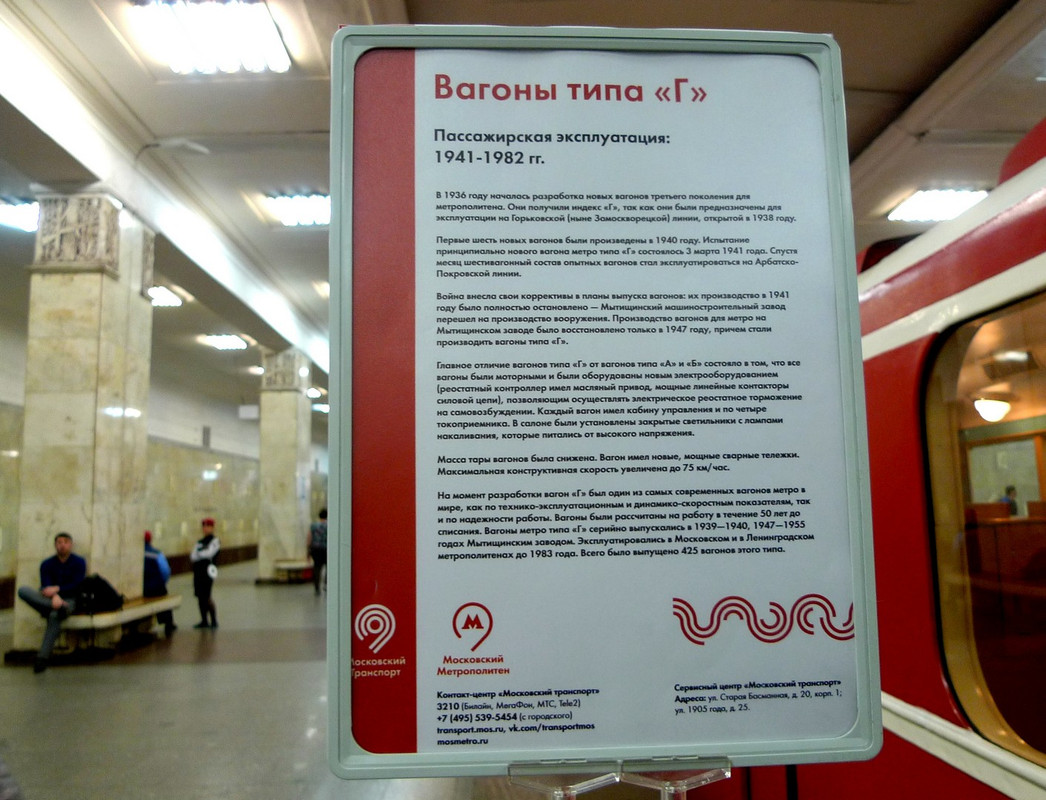 Вагоны типа «Г»
Пассажирская эксплуатация:
1941-1982 гг.
В 1936 году началась разработка новых вагонов третьего поколения для
метрополитена. Они получили индекс «Г», так как они были предназначены для
эксплуатации на Горьковской (ныне Замоскворецкой) линии, открытой в 1938 году.
Первые шесть новых вагонов были произведены в 1940 году. Испытание
принципиально нового вагона метро типа «Г» состоялось 3 марта 1941 года. Спустя
месяц шестивагонный состав опытных вагонов стал эксплуатироваться на Арбатско-
Покровской линии.
Война внесла свои коррективы в планы выпуска вагонов: их производство в 1941
году было полностью остановлено — Мытищинский машиностроительный завод
перешел на производство вооружения. Производство вагонов для метро на
Мытищинском заводе было восстановлено только в 1947 году, причем стали
производить вагоны типа «Г».
Главное отличие вагонов типа «Г» от вагонов типа «А» и «Б» состояло в том, что все
вагоны были моторными и были оборудованы новым электрооборудованием
(реостатный контроллер имел масляный привод, мощные линейные контакторы
силовой цепи), позволяющим осуществлять электрическое реостатное торможение
на самовозбуждении. Каждый вагон имел кабину управления и по четыре
токоприемника. В салоне были установлены закрытые светильники с лампами
накаливания, которые питались от высокого напряжения.
Масса тары вагонов была снижена. Вагон имел новые, мощные сварные тележки.
Максимальная конструктивная скорость увеличена до 75 км/час.
На момент разработки вагон «Г» был один из самых современных вагонов метро в
мире, как по технико-эксплуатационным и динамико-скоростным показателям, так
и по надежности работы. Вагоны были рассчитаны на работу в течение 50 лет до
списания. Вагоны метро типа «Г» серийно выпускались в 1939—1940, 1947—1955
годах Мытищинским заводом. Эксплуатировались в Московском и в Ленинградском
метрополитенах до 1983 года. Всего было выпущено 425 вагонов этого типа.
Московский
Транспорт
М
Московский
Метрополитен
Контакт-центр «Московский транспорт»
3210 (Билайн, МегаФон, МТС, Tele2)
+7 (495) 539-5454 (с городского)
transport.mos.ru, vk.com/transportmos
mosmetro.ru
Сервисный центр «Московский транспорт»
Адреса: ул. Старая Басманная, д. 20, корп. 1;
ул. 1905 года, д. 25.